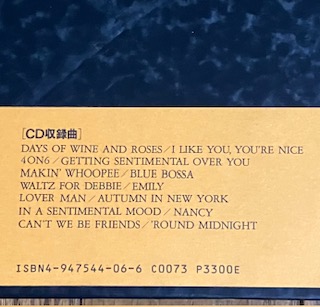 [CD収録曲]
DAYS OF WINE AND ROSES/I LIKE YOU, YOU'RE NICE
4ON6/GETTING SENTIMENTAL OVER YOU
MAKIN' WHOOPEE/BLUE BOSSA
WALTZ FOR DEBBIE/EMILY
LOVER MAN/AUTUMN IN NEW YORK
IN A SENTIMENTAL MOOD/NANCY
CAN'T WE BE FRIENDS/'ROUND MIDNIGHT
ISBN4-947544-06-6 C0073 P3300E